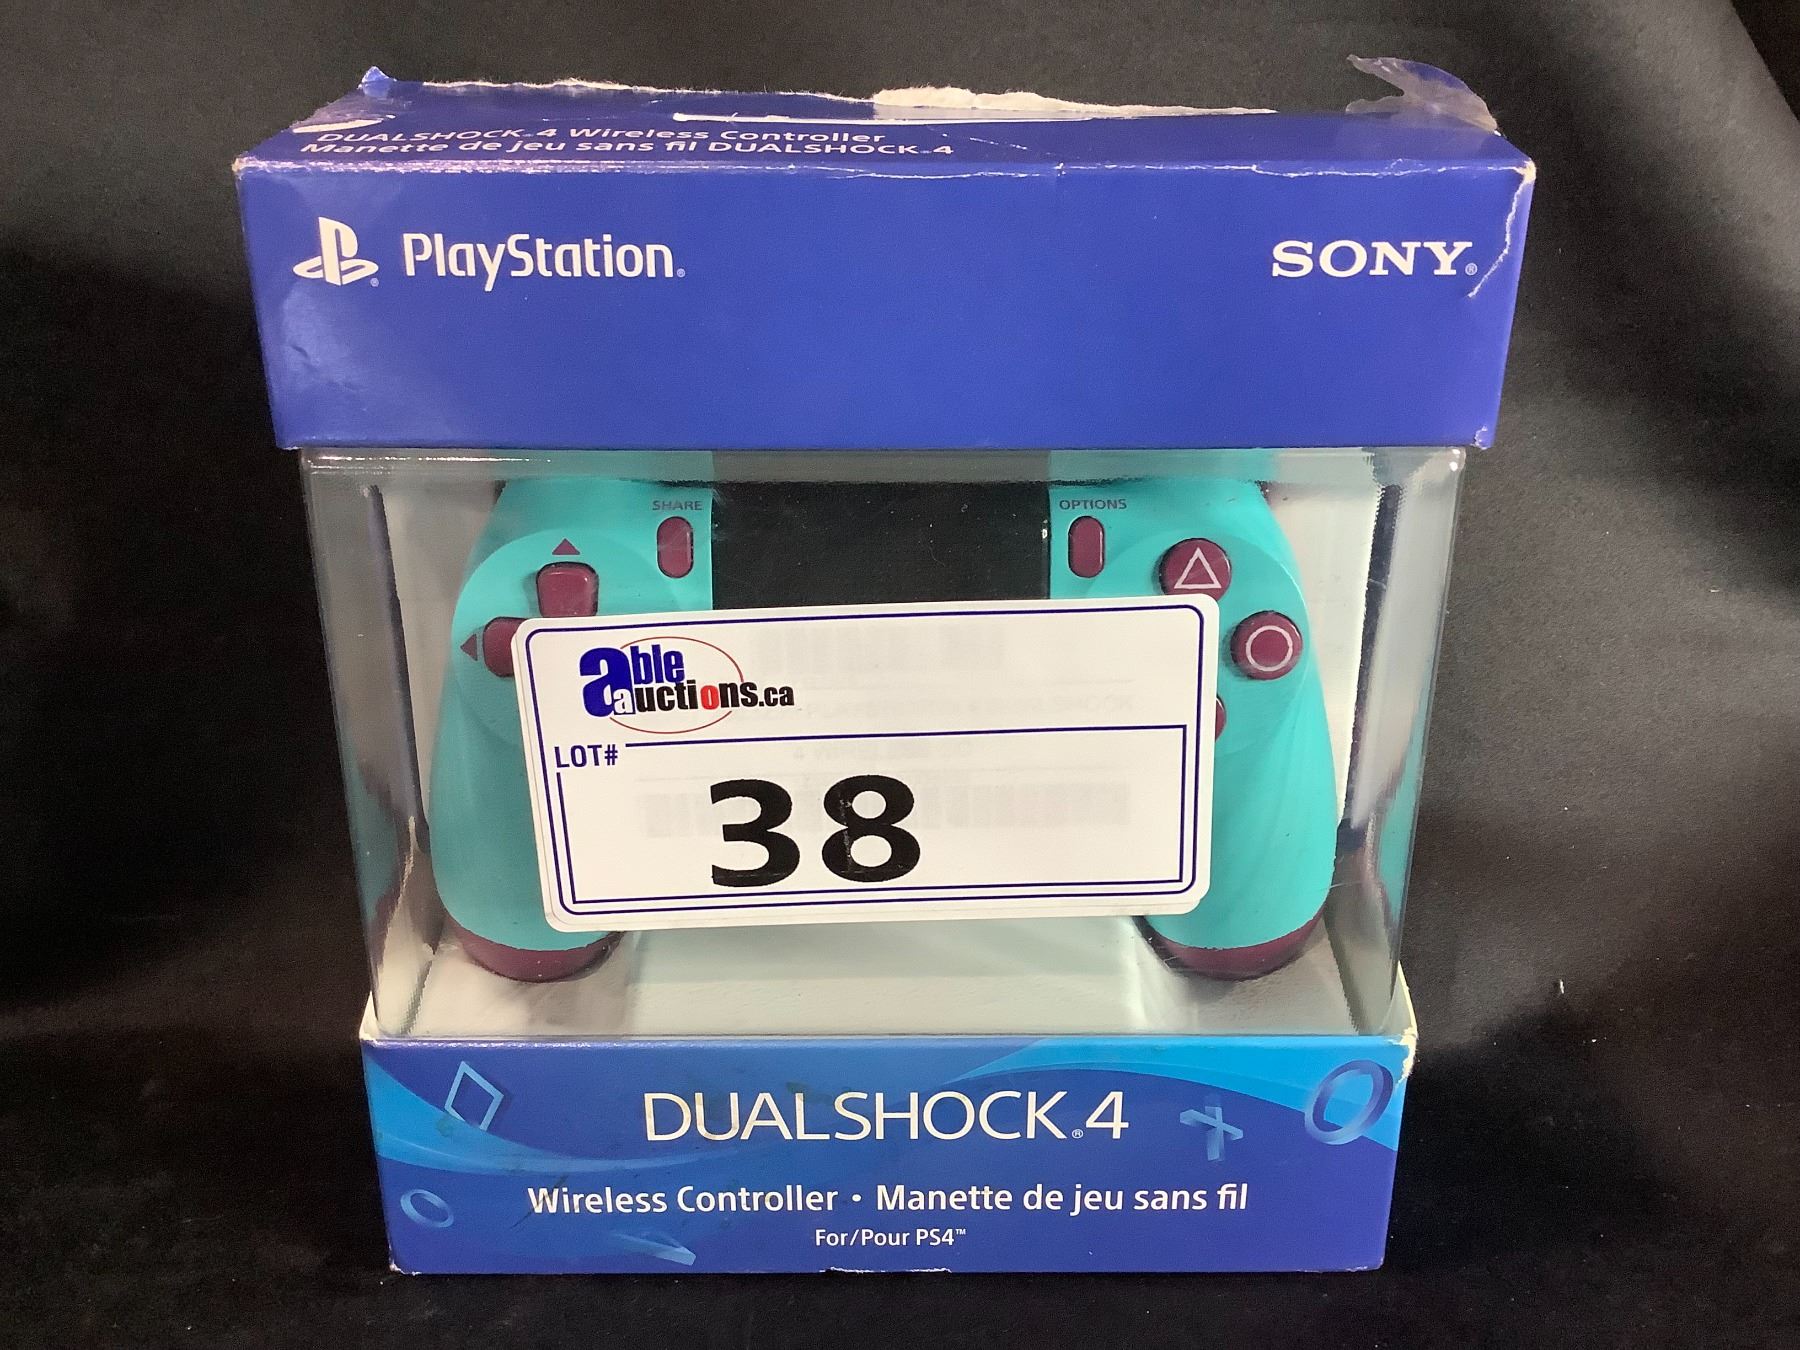 DUALSHOCK®4 Wireless Controller
Manette de jeu sans fil DUALSHOCK®4
PlayStation®
SONY®
SHARE
OPTIONS
able auctions.ca
LOT#
38
DUALSHOCK®4
Wireless Controller • Manette de jeu sans fil
For/Pour PS4™